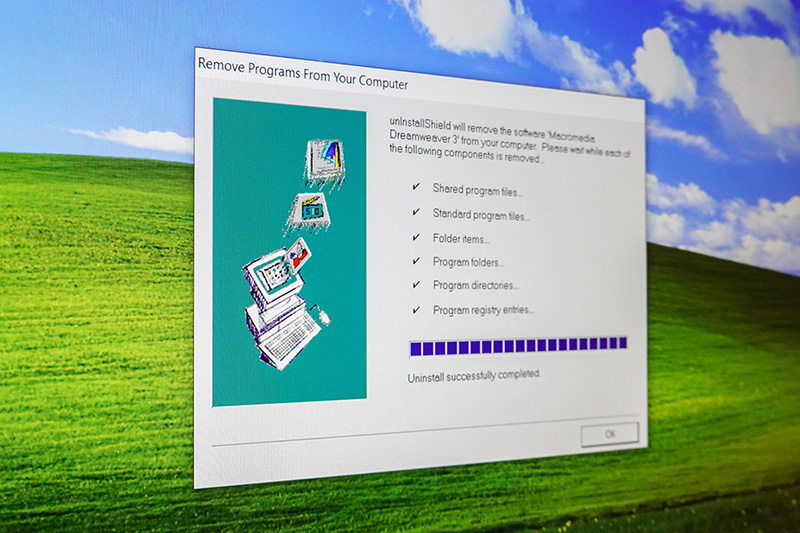 Remove Programs From Your Computer
unInstallShield will remove the software 'Macromedia
Dreamweaver 3' from your computer. Please wait while each of
the following components is removed...
✔ Shared program files...
✔ Standard program files...
✔ Folder items...
✔ Program folders...
✔ Program directories...
✔ Program registry entries...
Uninstall successfully completed.
OK